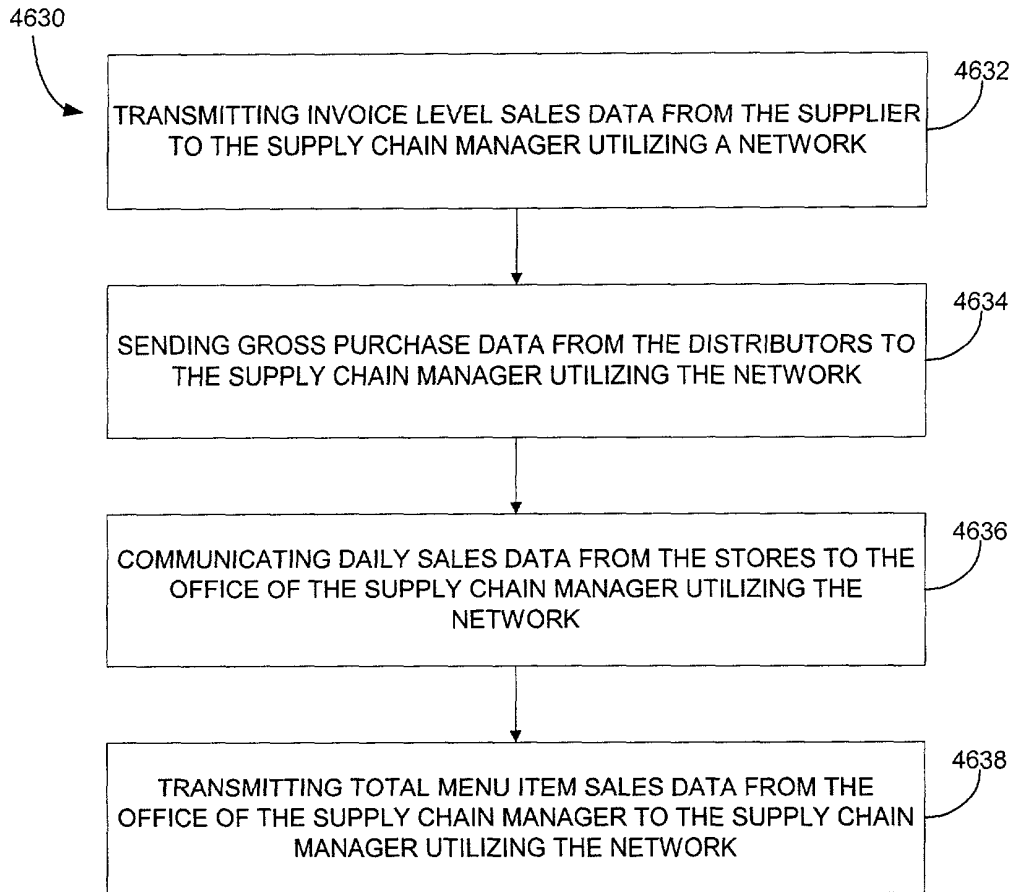 4630
4632
TRANSMITTING INVOICE LEVEL SALES DATA FROM THE SUPPLIER
TO THE SUPPLY CHAIN MANAGER UTILIZING A NETWORK
4634
SENDING GROSS PURCHASE DATA FROM THE DISTRIBUTORS TO
THE SUPPLY CHAIN MANAGER UTILIZING THE NETWORK
4636
COMMUNICATING DAILY SALES DATA FROM THE STORES TO THE
OFFICE OF THE SUPPLY CHAIN MANAGER UTILIZING THE
NETWORK
4638
TRANSMITTING TOTAL MENU ITEM SALES DATA FROM THE
OFFICE OF THE SUPPLY CHAIN MANAGER TO THE SUPPLY CHAIN
MANAGER UTILIZING THE NETWORK